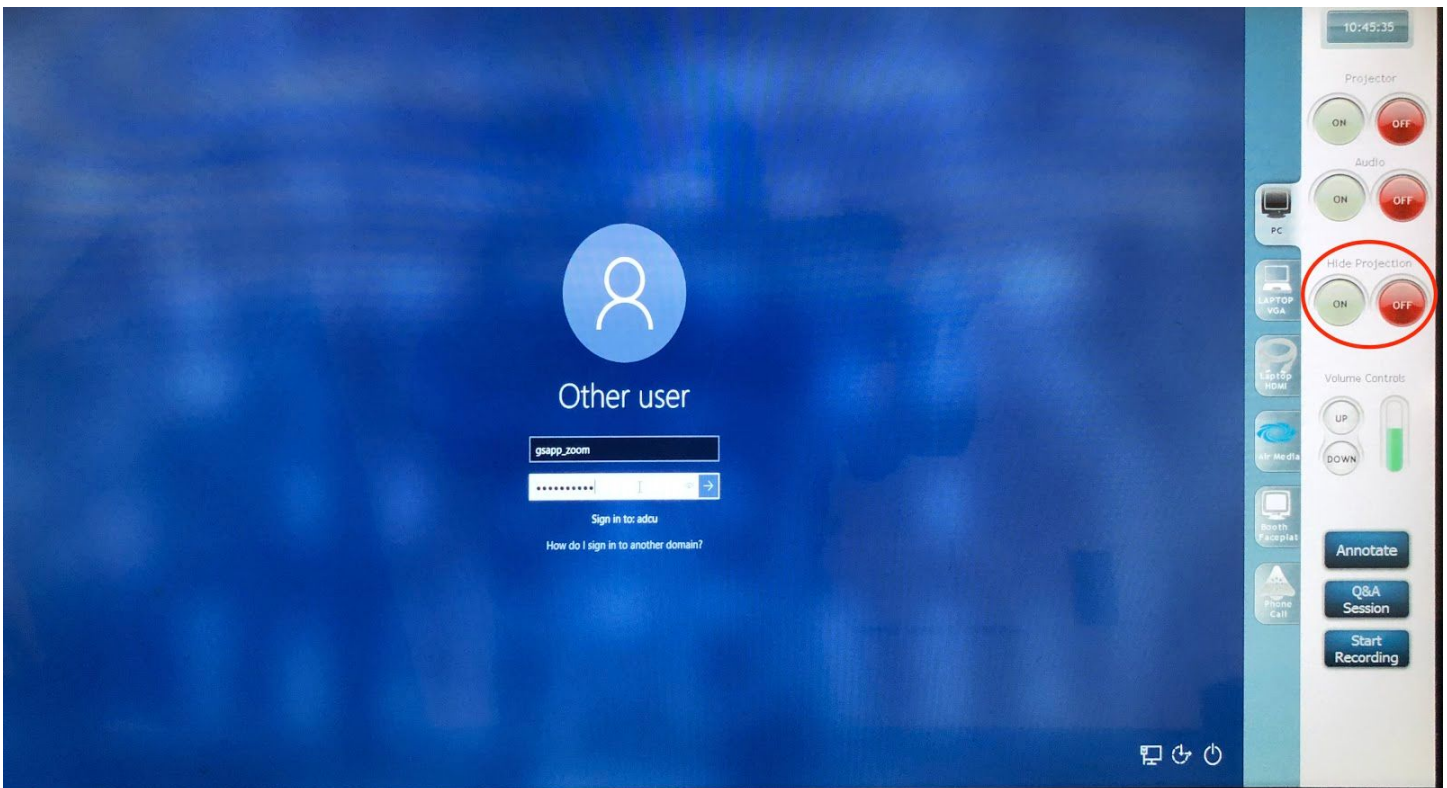 Other user
gsapp_zoom
Sign in to: adcu
How do I sign in to another domain?
PC
LAPTOP
VGA
Laptop
HDMI
Air Media
Booth
Faceplat
Phone
Call
10:45:35
Projector
ON
OFF
Audio
ON
OFF
Hide Projection
ON
OFF
Volume Controls
UP
DOWN
Annotate
Q&A
Session
Start
Recording